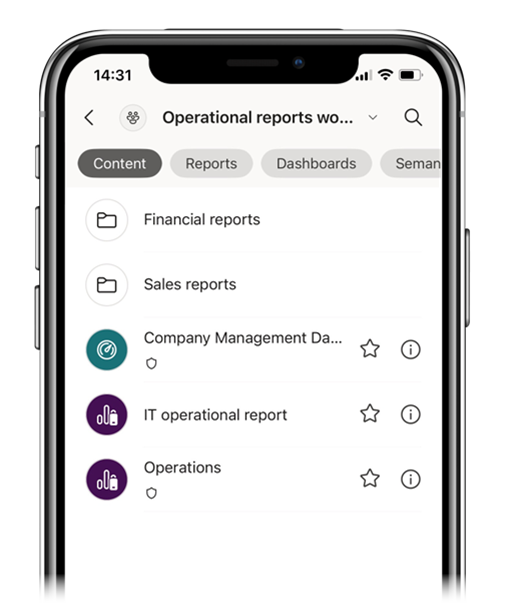 14:31
Operational reports wo...
Content Reports Dashboards Seman
Financial reports
Sales reports
Company Management Da...
IT operational report
Operations